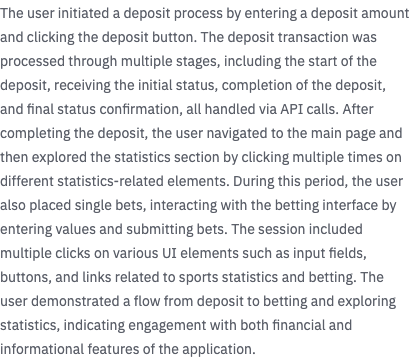 The user initiated a deposit process by entering a deposit amount
and clicking the deposit button. The deposit transaction was
processed through multiple stages, including the start of the
deposit, receiving the initial status, completion of the deposit,
and final status confirmation, all handled via API calls. After
completing the deposit, the user navigated to the main page and
then explored the statistics section by clicking multiple times on
different statistics-related elements. During this period, the user
also placed single bets, interacting with the betting interface by
entering values and submitting bets. The session included
multiple clicks on various UI elements such as input fields,
buttons, and links related to sports statistics and betting. The
user demonstrated a flow from deposit to betting and exploring
statistics, indicating engagement with both financial and
informational features of the application.